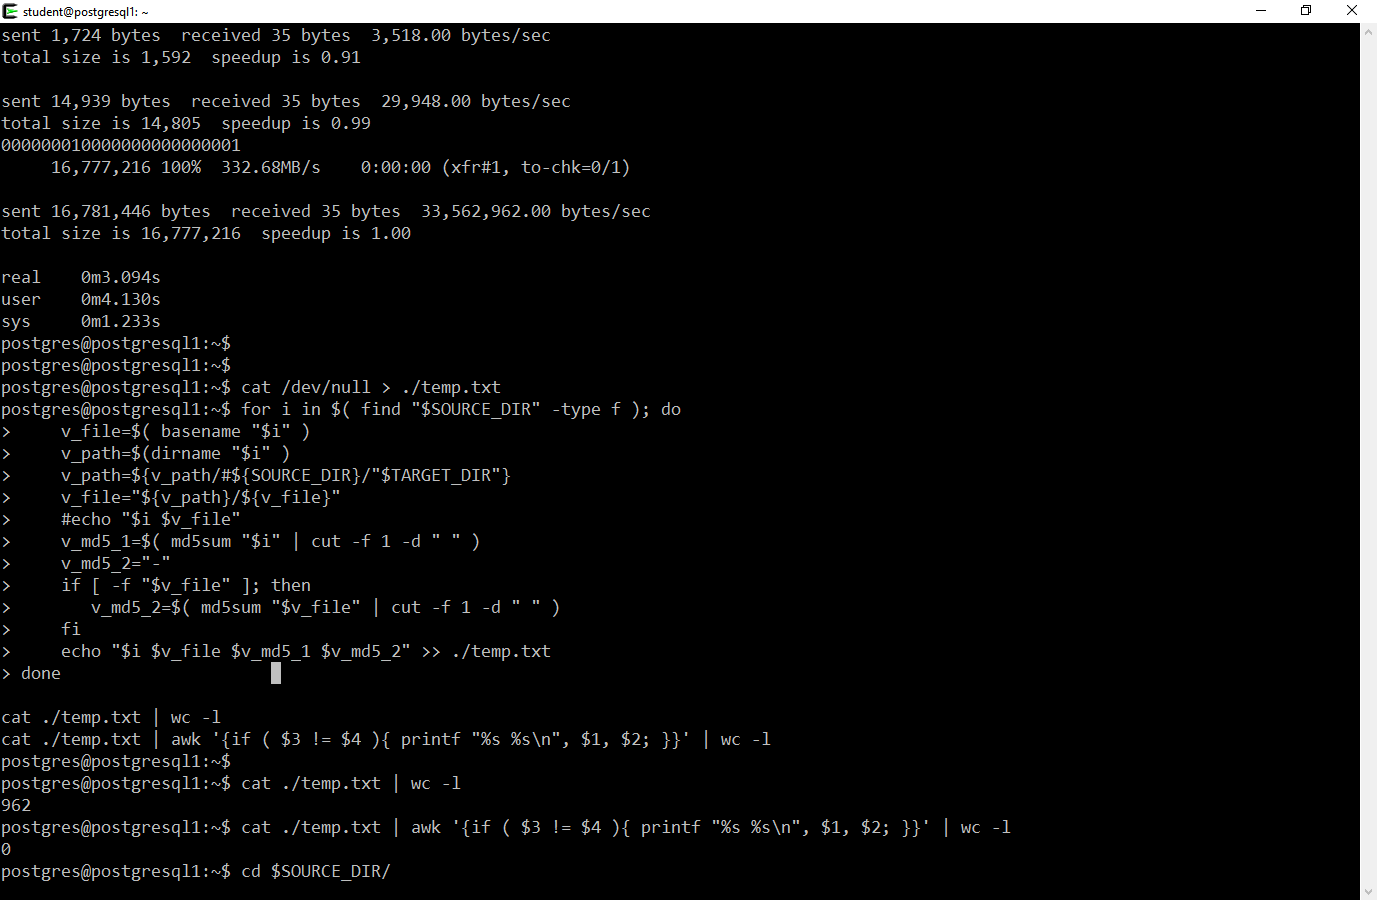 student@postgresql1: ~
sent 1,724 bytes  received 35 bytes  3,518.00 bytes/sec
total size is 1,592  speedup is 0.91
sent 14,939 bytes  received 35 bytes  29,948.00 bytes/sec
total size is 14,805  speedup is 0.99
000000010000000000000001
     16,777,216 100%  332.68MB/s    0:00:00 (xfr#1, to-chk=0/1)
sent 16,781,446 bytes  received 35 bytes  33,562,962.00 bytes/sec
total size is 16,777,216  speedup is 1.00
real    0m3.094s
user    0m4.130s
sys     0m1.233s
postgres@postgresql1:~$
postgres@postgresql1:~$
postgres@postgresql1:~$ cat /dev/null > ./temp.txt
postgres@postgresql1:~$ for i in $( find "$SOURCE_DIR" -type f ); do
>     v_file=$( basename "$i" )
>     v_path=$(dirname "$i" )
>     v_path=${v_path/#${SOURCE_DIR}/"$TARGET_DIR"}
>     v_file="${v_path}/${v_file}"
>     #echo "$i $v_file"
>     v_md5_1=$( md5sum "$i" | cut -f 1 -d " " )
>     v_md5_2="-"
>     if [ -f "$v_file" ]; then
>        v_md5_2=$( md5sum "$v_file" | cut -f 1 -d " " )
>     fi
>     echo "$i $v_file $v_md5_1 $v_md5_2" >> ./temp.txt
> done
cat ./temp.txt | wc -l
cat ./temp.txt | awk '{if ( $3 != $4 ){ printf "%s %s\n", $1, $2; }}' | wc -l
postgres@postgresql1:~$
postgres@postgresql1:~$ cat ./temp.txt | wc -l
962
postgres@postgresql1:~$ cat ./temp.txt | awk '{if ( $3 != $4 ){ printf "%s %s\n", $1, $2; }}' | wc -l
0
postgres@postgresql1:~$ cd $SOURCE_DIR/